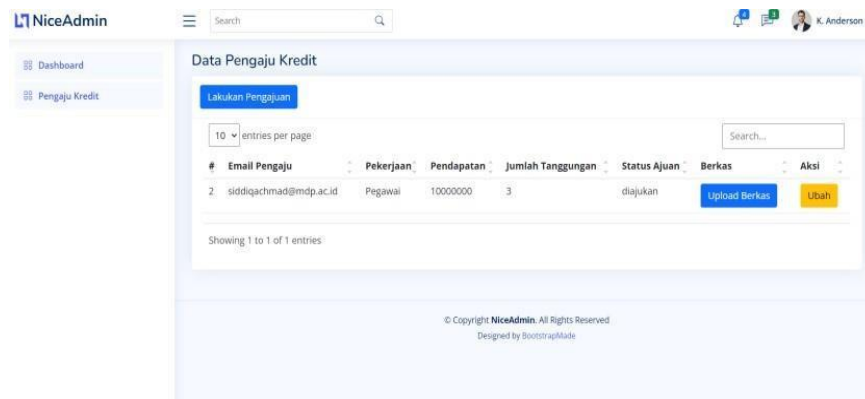 NiceAdmin
Search
4
3
K. Anderson
Dashboard
Pengaju Kredit
Data Pengaju Kredit
Lakukan Pengajuan
10 entries per page
Search...
# Email Pengaju Pekerjaan Pendapatan Jumlah Tanggungan Status Ajuan Berkas Aksi
2 siddiqachmad@mdp.ac.id Pegawai 10000000 3 diajukan Upload Berkas Ubah
Showing 1 to 1 of 1 entries
© Copyright NiceAdmin. All Rights Reserved
Designed by BootstrapMade